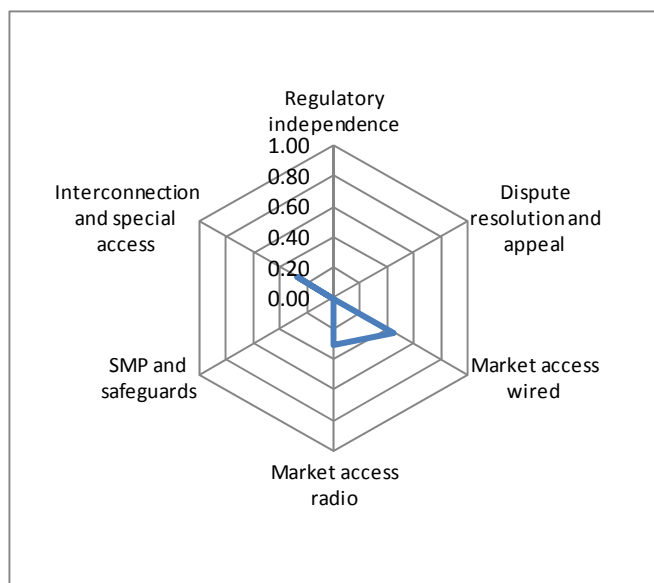 Regulatory
independence
1.00
0.80
0.60
0.40
0.20
0.00
Dispute
resolution and
appeal
Market access
wired
Market access
radio
SMP and
safeguards
Interconnection
and special
access